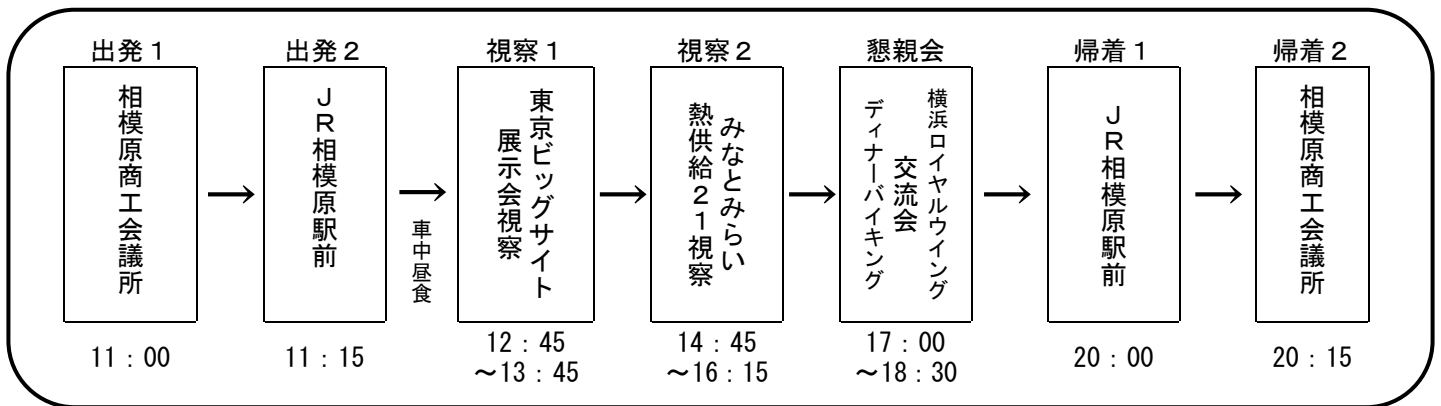 出発１
相模原商工会議所
11：00
出発２
ＪＲ相模原駅前
11：15
車中昼食
視察１
東京ビッグサイト
展示会視察
12：45
～13：45
視察２
みなとみらい
熱供給２１視察
14：45
～16：15
懇親会
横浜ロイヤルウイング
交流会
ディナーバイキング
17：00
～18：30
帰着１
ＪＲ相模原駅前
20：00
帰着２
相模原商工会議所
20：15